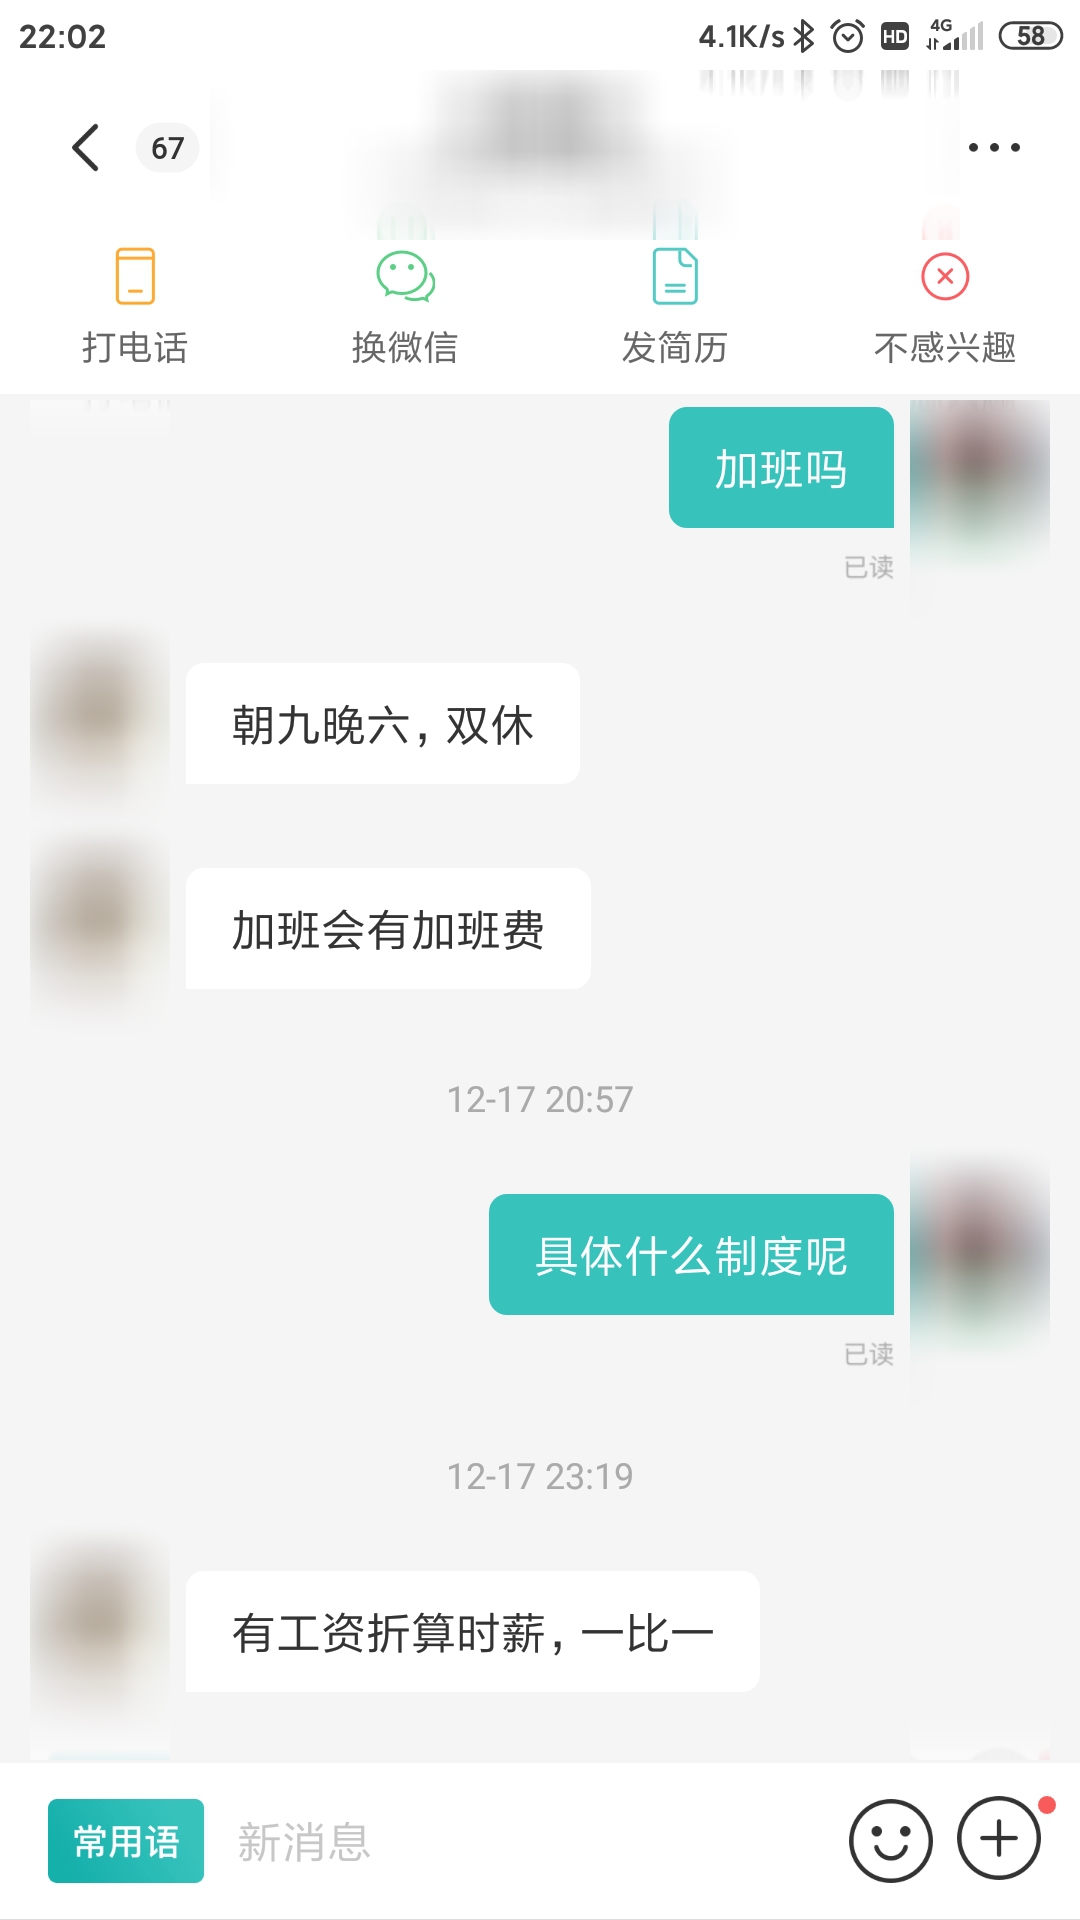 22:02 4.1K/s HD 4G 58
67
打电话 换微信 发简历 不感兴趣
加班吗
已读
朝九晚六，双休
加班会有加班费
12-17 20:57
具体什么制度呢
已读
12-17 23:19
有工资折算时薪，一比一
常用语 新消息